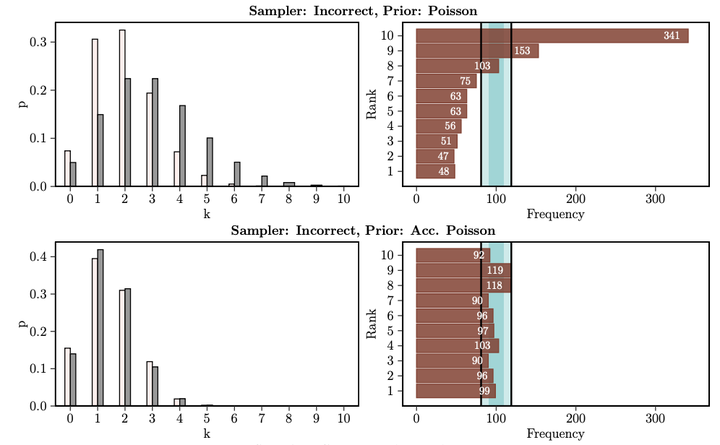 Sampler: Incorrect, Prior: Poisson
0.3
0.2
0.1
0.0
p
0 1 2 3 4 5 6 7 8 9 10
k
Rank
10 341
9 153
8 103
7 75
6 63
5 63
4 56
3 51
2 47
1 48
0 100 200 300
Frequency
Sampler: Incorrect, Prior: Acc. Poisson
0.4
0.3
0.2
0.1
0.0
p
0 1 2 3 4 5 6 7 8 9 10
k
Rank
10 92
9 119
8 118
7 90
6 96
5 97
4 103
3 90
2 96
1 99
0 100 200 300
Frequency